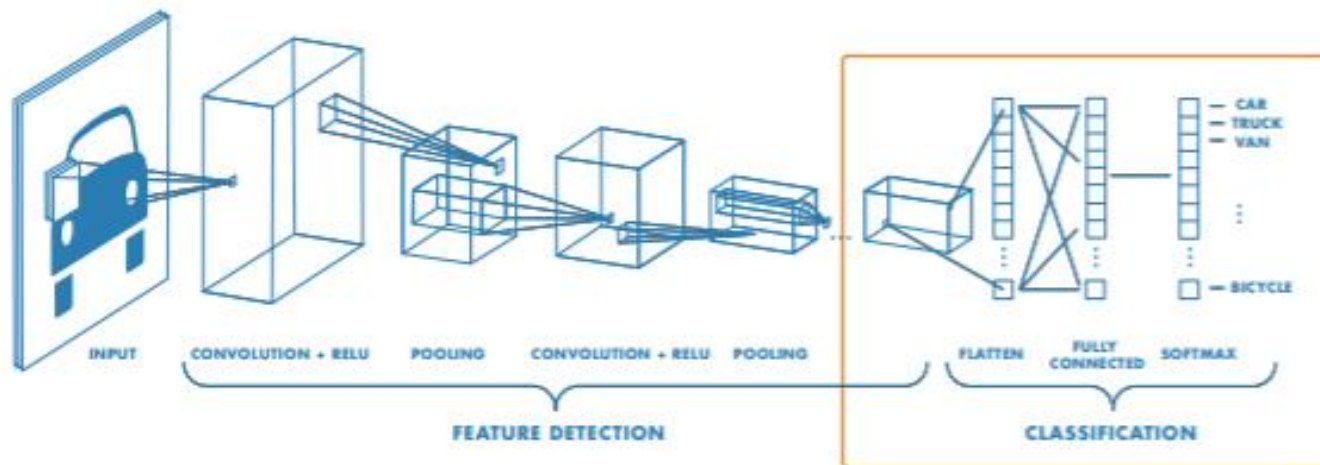 CAR
TRUCK
VAN
BICYCLE
INPUT
CONVOLUTION + RELU
POOLING
CONVOLUTION + RELU
POOLING
FLATTEN
FULLY
CONNECTED
SOFTMAX
FEATURE DETECTION
CLASSIFICATION